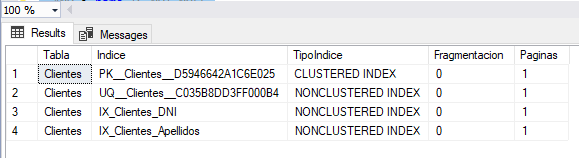 100 %
Results Messages
Tabla Indice TipoIndice Fragmentacion Paginas
1 Clientes PK__Clientes__D5946642A1C6E025 CLUSTERED INDEX 0 1
2 Clientes UQ__Clientes__C035B8DD3FF000B4 NONCLUSTERED INDEX 0 1
3 Clientes IX_Clientes_DNI NONCLUSTERED INDEX 0 1
4 Clientes IX_Clientes_Apellidos NONCLUSTERED INDEX 0 1